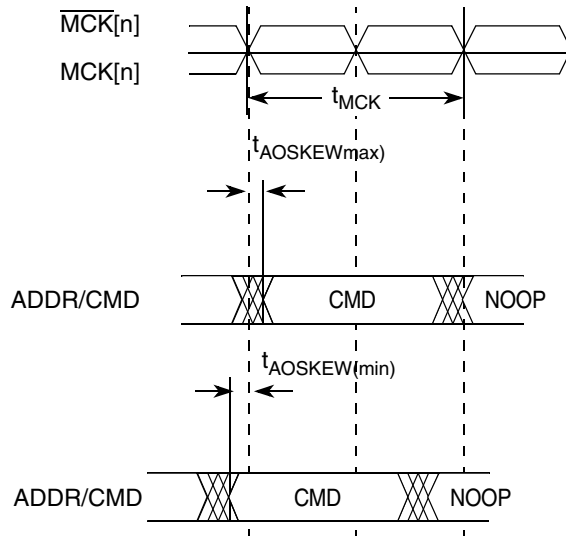 MCK[n]
MCK[n]
tMCK
tAOSKEWmax)
ADDR/CMD CMD NOOP
tAOSKEW(min)
ADDR/CMD CMD NOOP